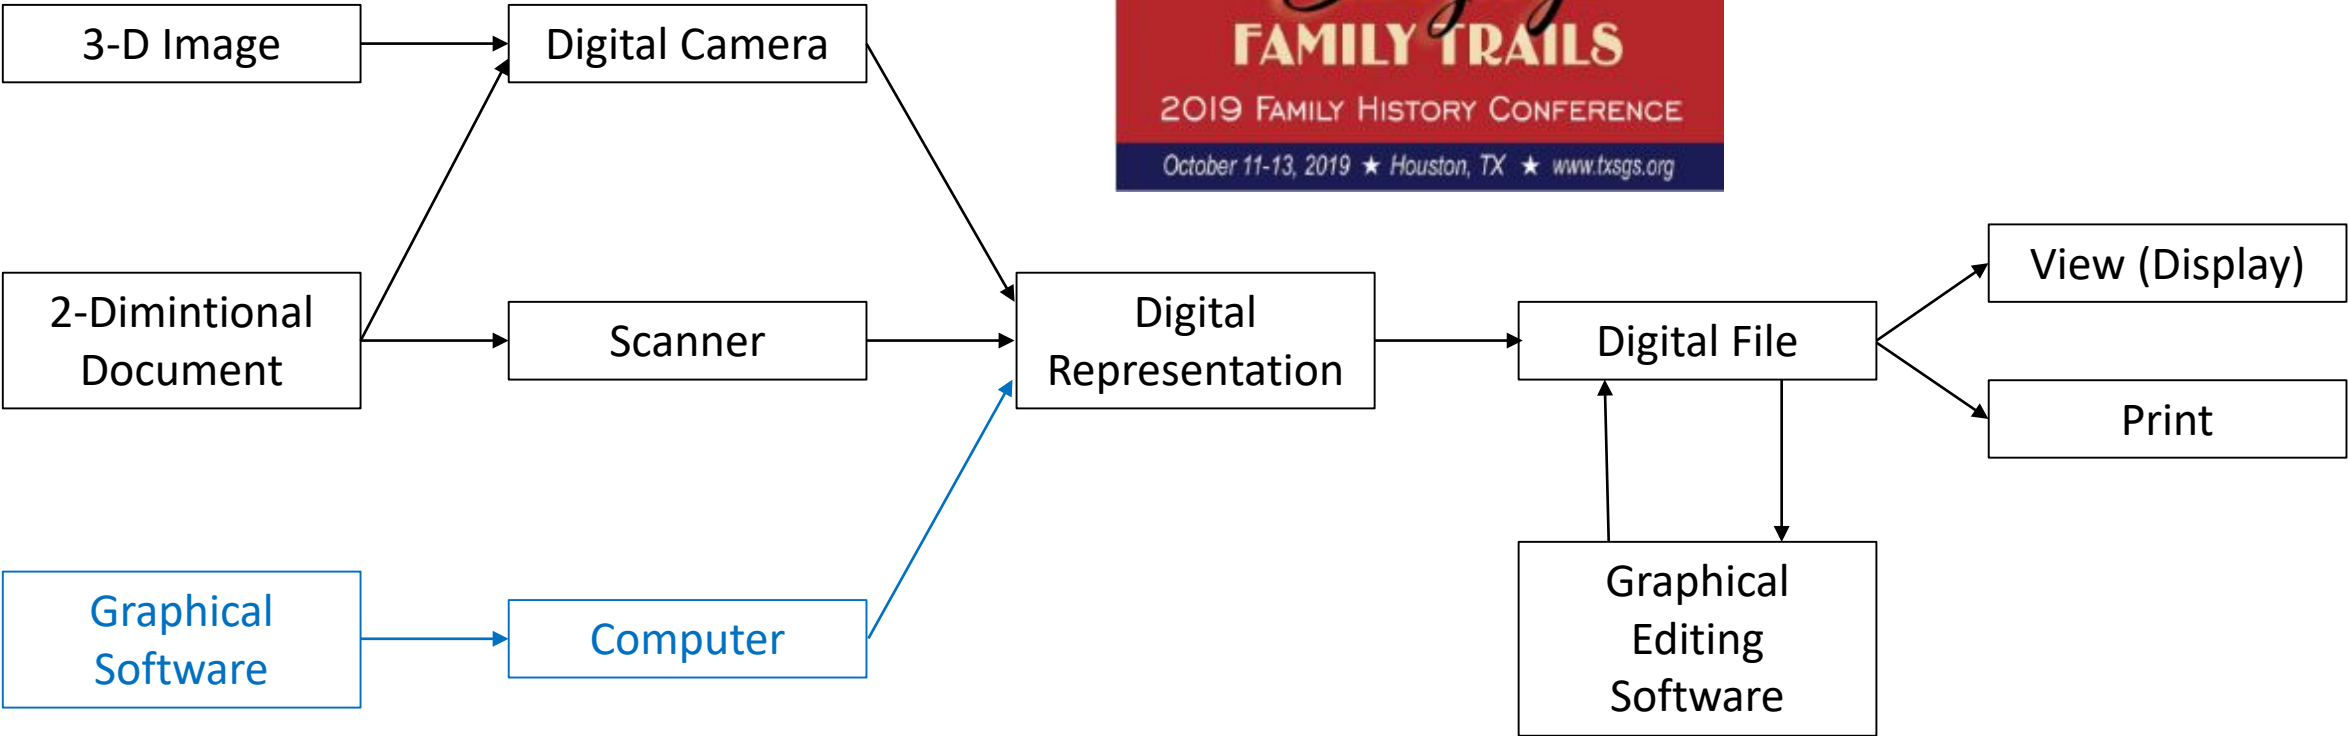 3-D Image
Digital Camera
FAMILY TRAILS
2019 FAMILY HISTORY CONFERENCE
October 11-13, 2019 ★ Houston, TX ★ www.txsgs.org
2-Dimintional
Document
Scanner
Digital
Representation
Digital File
View (Display)
Print
Graphical
Software
Computer
Graphical
Editing
Software